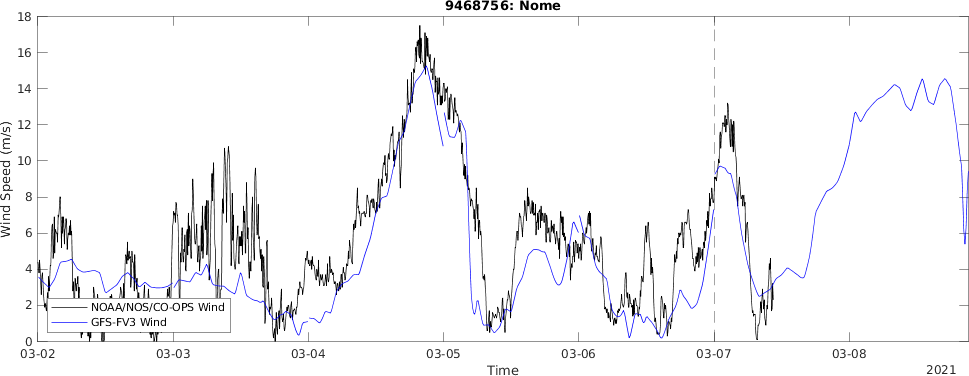 9468756: Nome
18
16
14
12
10
8
6
4
2
0
Wind Speed (m/s)
NOAA/NOS/CO-OPS Wind
GFS-FV3 Wind
03-02 03-03 03-04 03-05 03-06 03-07 03-08
Time
2021